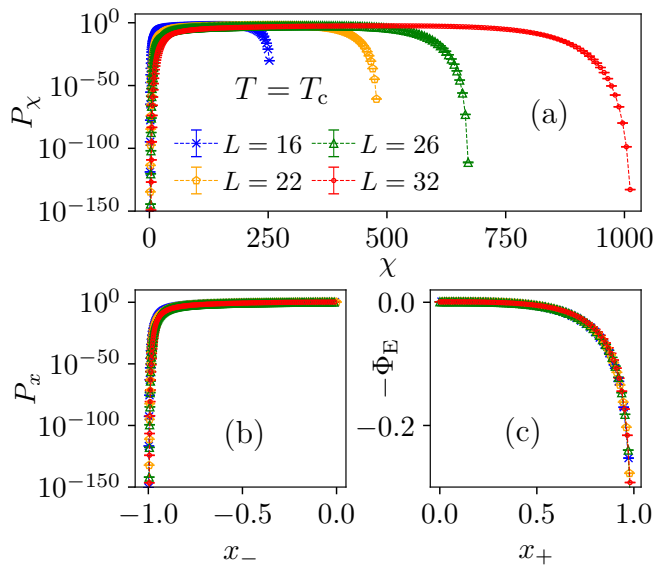 10^0
10^−50
10^−100
10^−150
P_χ
T = T_c
(a)
L = 16
L = 26
L = 22
L = 32
0
250
500
750
1000
χ
10^0
10^−50
10^−100
10^−150
P_x
(b)
−1.0
−0.5
0.0
x_−
0.0
−0.2
−Φ_E
(c)
0.0
0.5
1.0
x_+